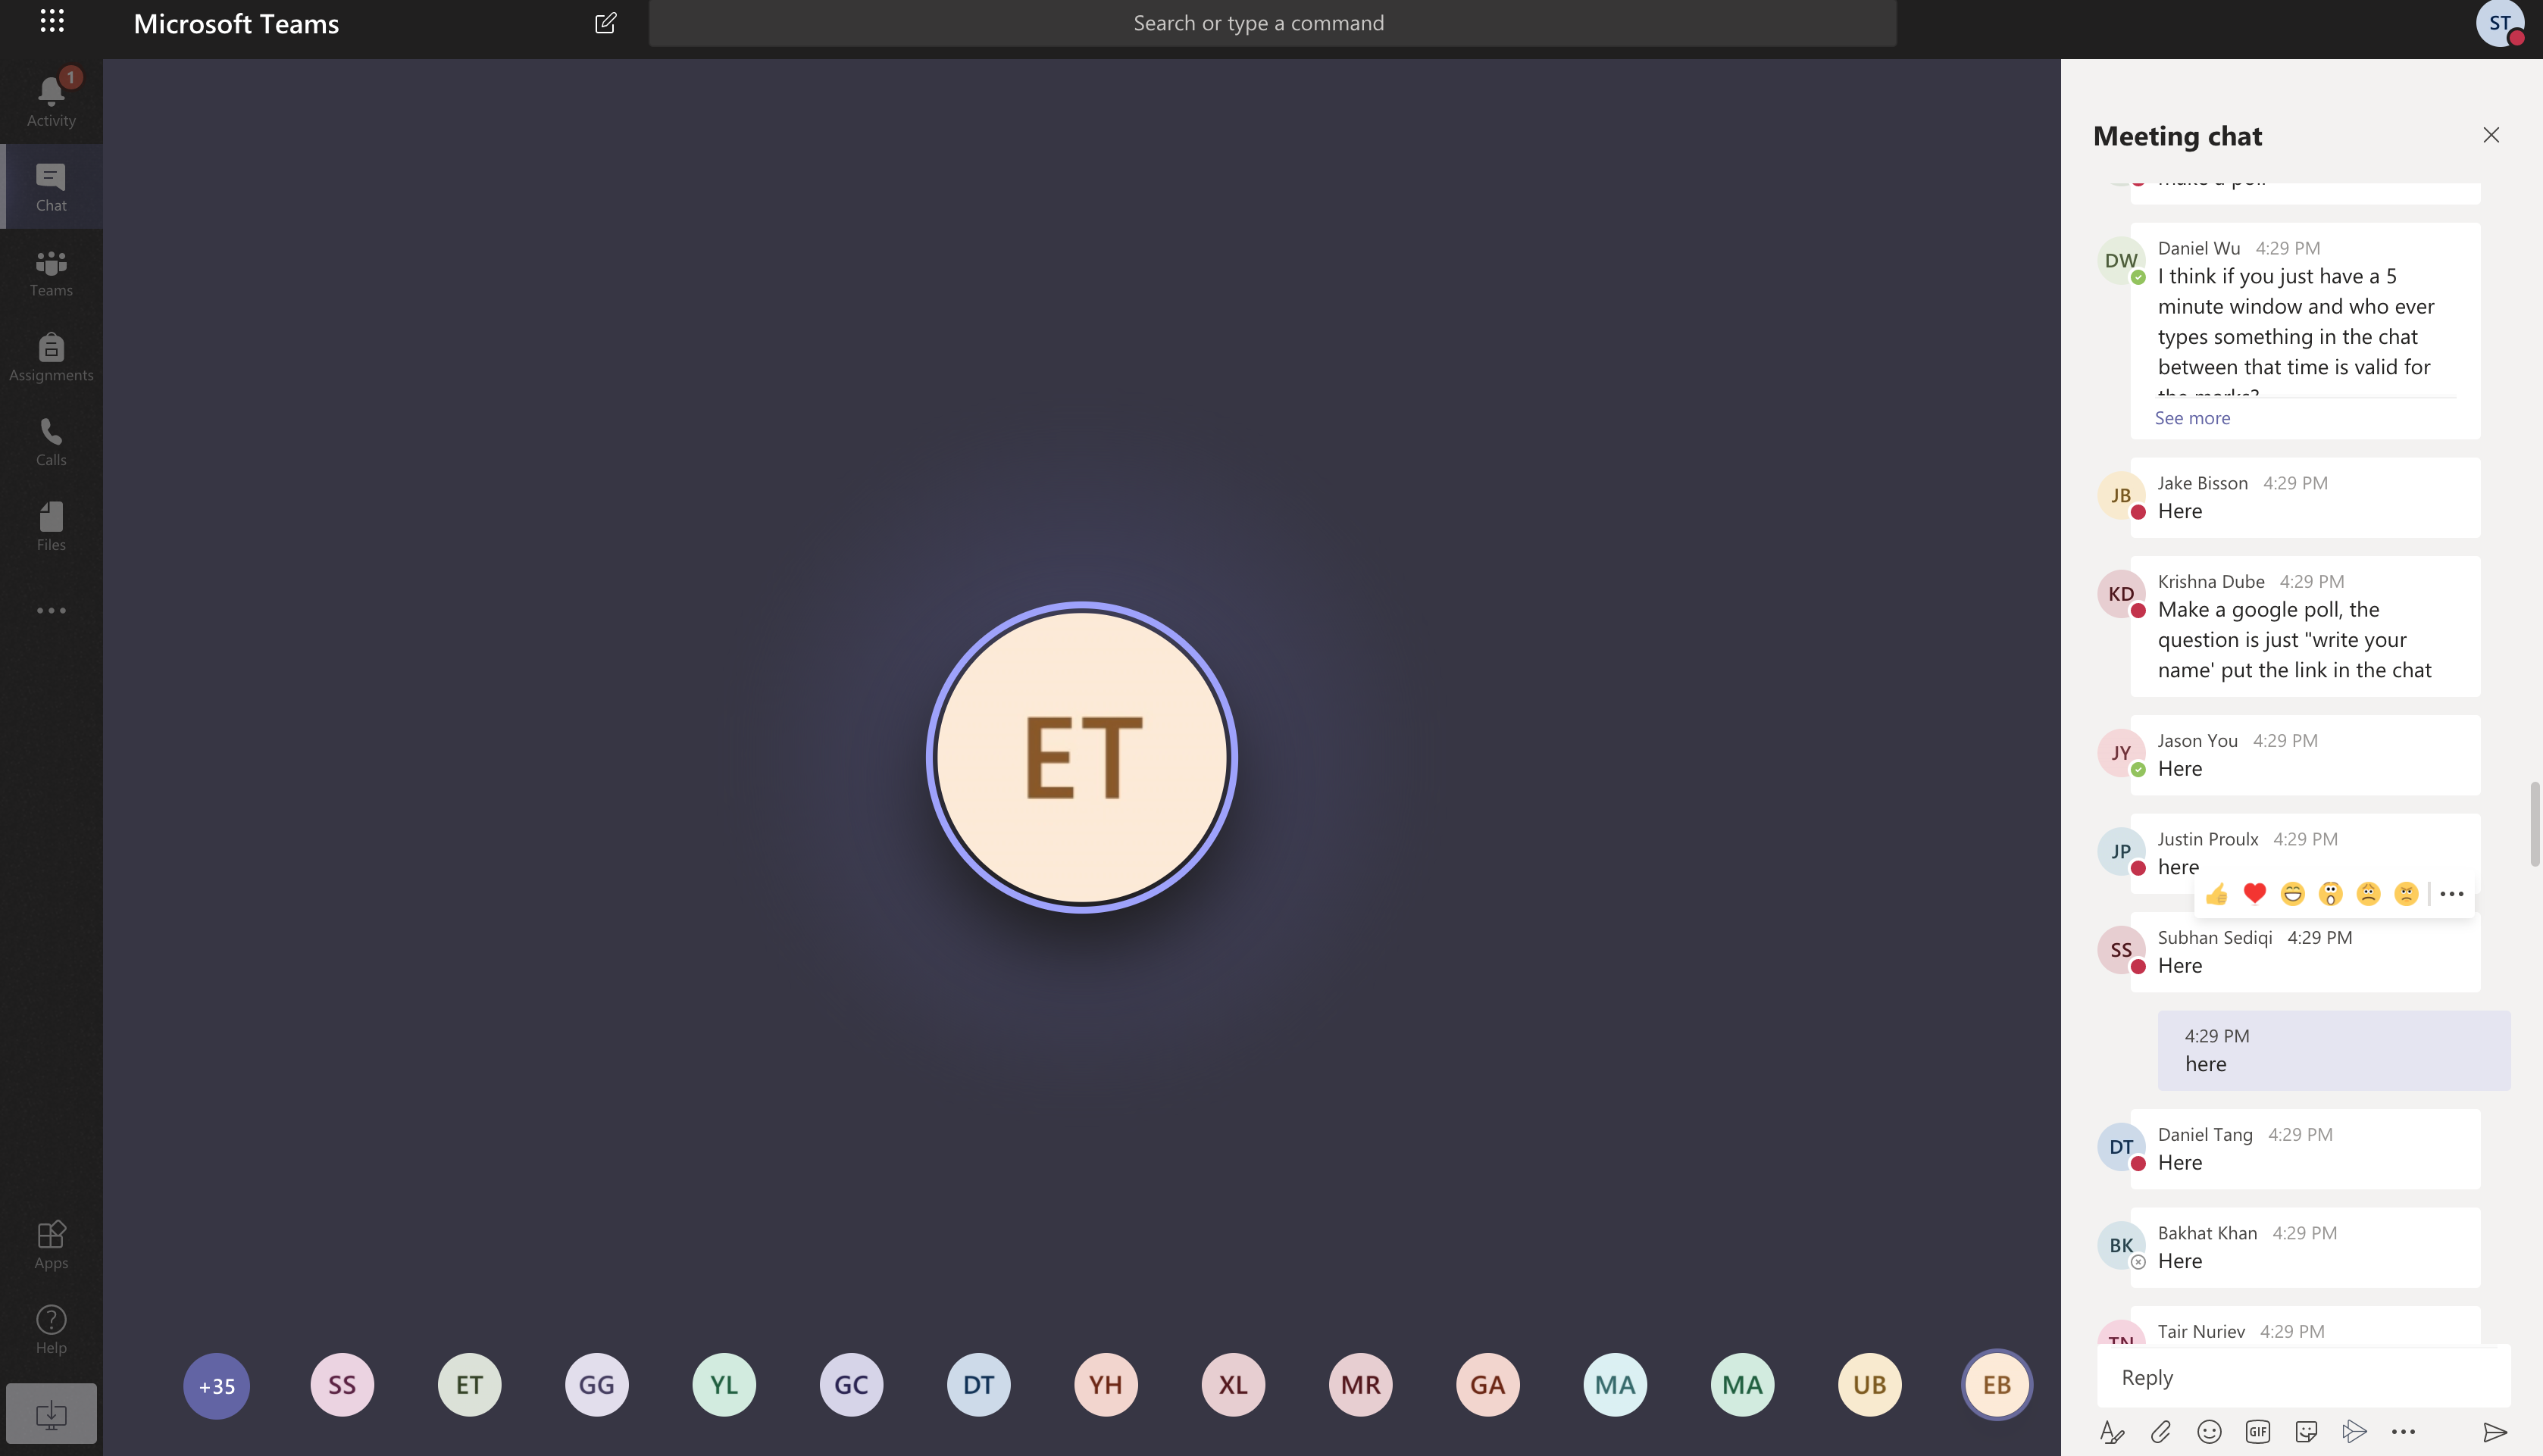 Microsoft Teams
Search or type a command
ST
1
Activity
Chat
Teams
Assignments
Calls
Files
Apps
Help
ET
+35
SS
ET
GG
YL
GC
DT
YH
XL
MR
GA
MA
MA
UB
EB
Meeting chat
make a poll
DW
Daniel Wu 4:29 PM
I think if you just have a 5
minute window and who ever
types something in the chat
between that time is valid for
the marks?
See more
JB
Jake Bisson 4:29 PM
Here
KD
Krishna Dube 4:29 PM
Make a google poll, the
question is just "write your
name' put the link in the chat
JY
Jason You 4:29 PM
Here
JP
Justin Proulx 4:29 PM
here
SS
Subhan Sediqi 4:29 PM
Here
4:29 PM
here
DT
Daniel Tang 4:29 PM
Here
BK
Bakhat Khan 4:29 PM
Here
TN
Tair Nuriev 4:29 PM
Reply
GIF